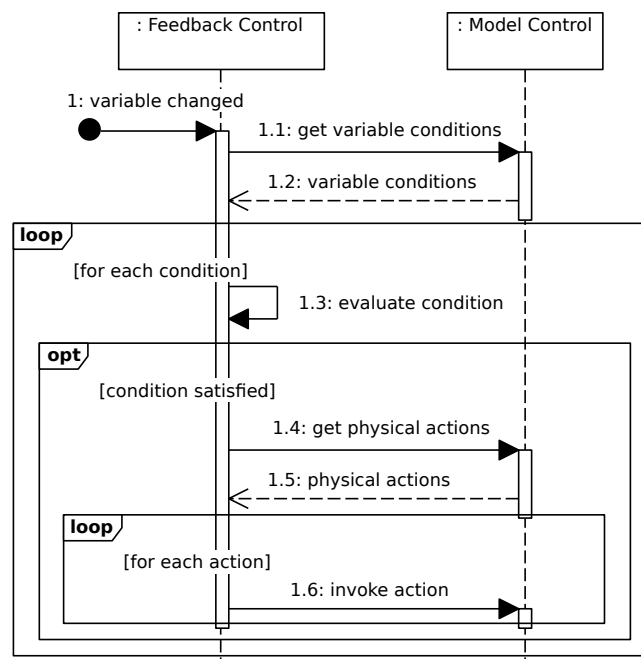 : Feedback Control
: Model Control
1: variable changed
1.1: get variable conditions
1.2: variable conditions
loop
[for each condition]
1.3: evaluate condition
opt
[condition satisfied]
1.4: get physical actions
1.5: physical actions
loop
[for each action]
1.6: invoke action